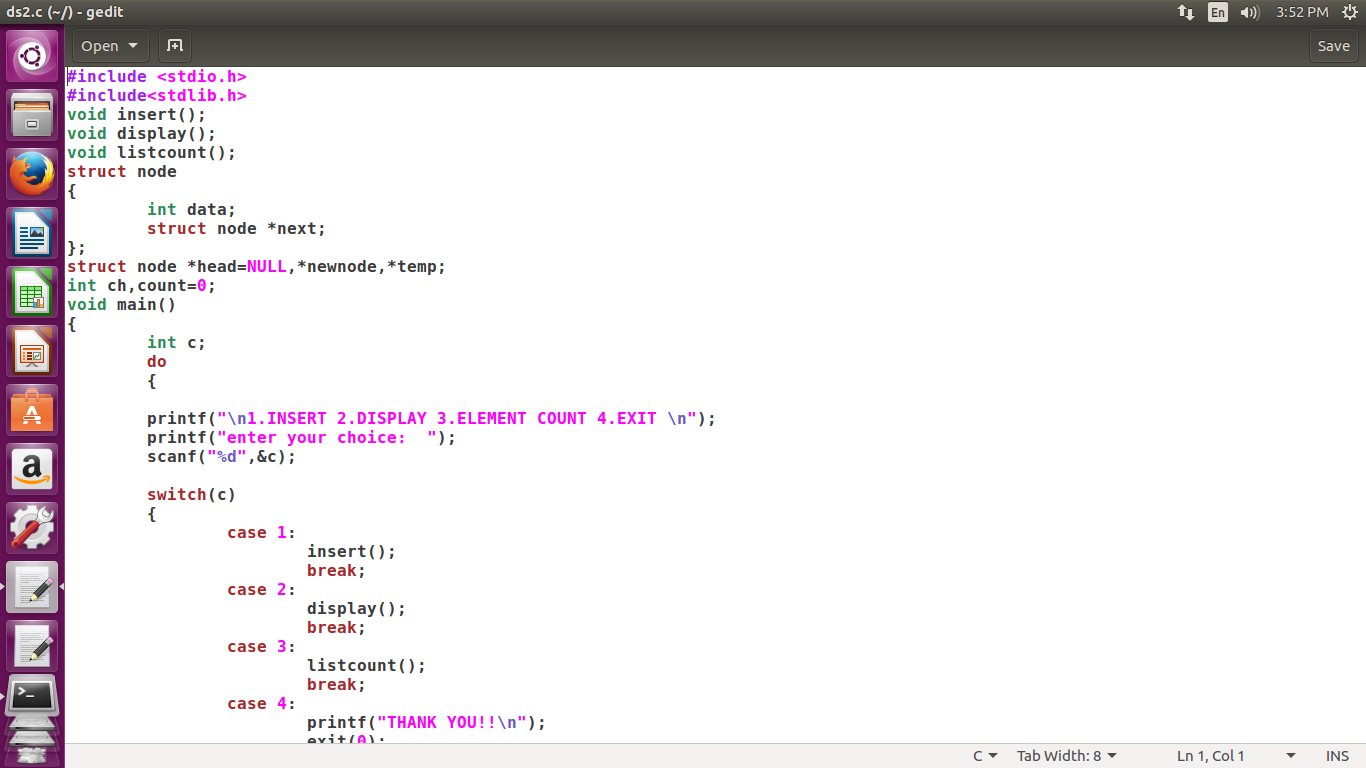 ds2.c (~/) - gedit
En
3:52 PM
Open
Save
#include <stdio.h>
#include<stdlib.h>
void insert();
void display();
void listcount();
struct node
{
        int data;
        struct node *next;
};
struct node *head=NULL,*newnode,*temp;
int ch,count=0;
void main()
{
        int c;
        do
        {

        printf("\n1.INSERT 2.DISPLAY 3.ELEMENT COUNT 4.EXIT \n");
        printf("enter your choice:  ");
        scanf("%d",&c);

        switch(c)
        {
                case 1:
                        insert();
                        break;
                case 2:
                        display();
                        break;
                case 3:
                        listcount();
                        break;
                case 4:
                        printf("THANK YOU!!\n");
                        exit(0);
C
Tab Width: 8
Ln 1, Col 1
INS